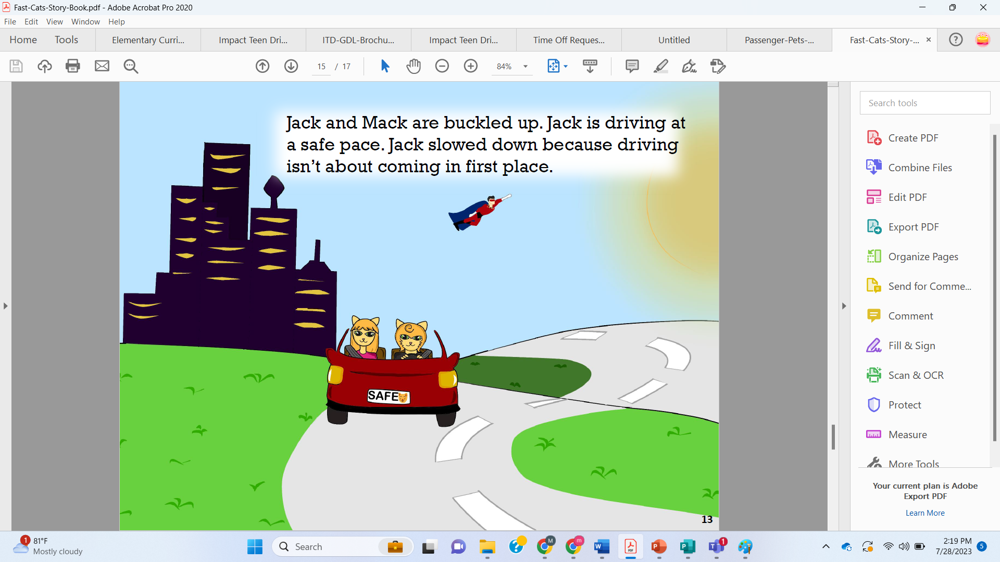 Fast-Cats-Story-Book.pdf - Adobe Acrobat Pro 2020
File Edit View Window Help
Home Tools Elementary Curri... Impact Teen Dri... ITD-GDL-Brochu... Impact Teen Dri... Time Off Reques... Untitled Passenger-Pets-... Fast-Cats-Story-...
15 / 17 84%
Search tools
Jack and Mack are buckled up. Jack is driving at
a safe pace. Jack slowed down because driving
isn’t about coming in first place.
SAFE
13
Create PDF
Combine Files
Edit PDF
Export PDF
Organize Pages
Send for Comme...
Comment
Fill & Sign
Scan & OCR
Protect
Measure
More Tools
Your current plan is Adobe
Export PDF
Learn More
1
81°F
Mostly cloudy
Search
M
m
W
PDF
P
P
T
1
2:19 PM
7/28/2023
5